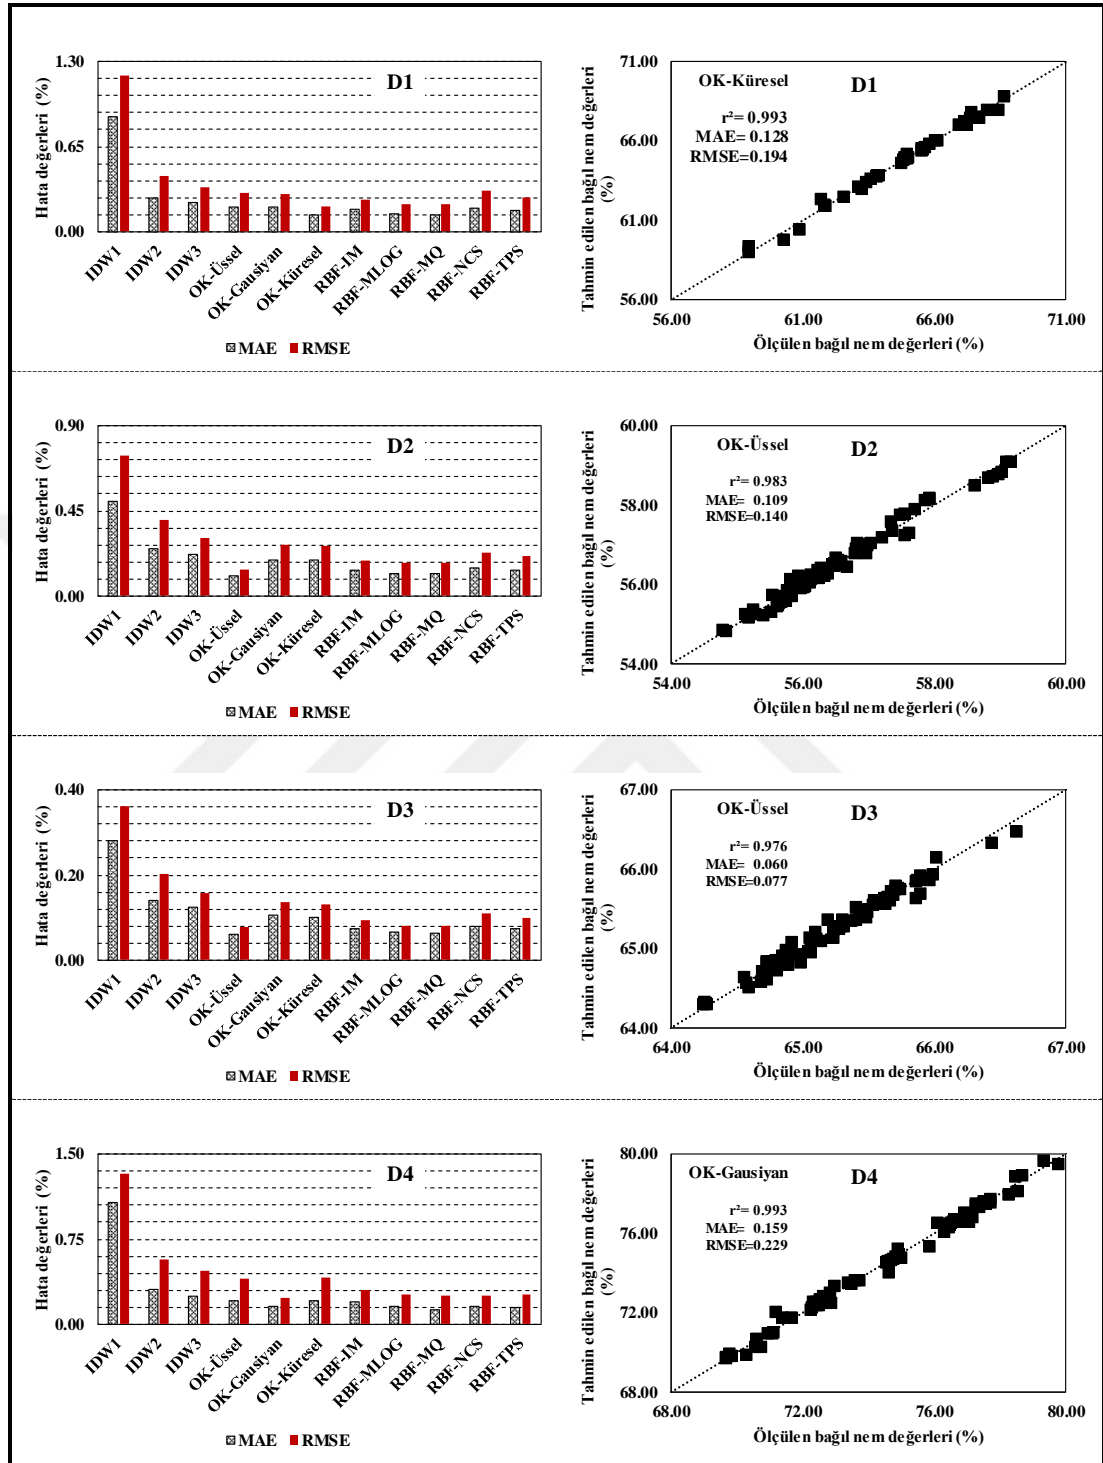 1.30
0.65
0.00
Hata değerleri (%)
D1
IDW1
IDW2
IDW3
OK-Üssel
OK-Gausiyan
OK-Küresel
RBF-IM
RBF-MLOG
RBF-MQ
RBF-NCS
RBF-TPS
MAE RMSE
71.00
66.00
61.00
56.00
Tahmin edilen bağıl nem değerleri
(%)
OK-Küresel
D1
r²= 0.993
MAE= 0.128
RMSE=0.194
56.00 61.00 66.00 71.00
Ölçülen bağıl nem değerleri (%)
0.90
0.45
0.00
Hata değerleri (%)
D2
IDW1
IDW2
IDW3
OK-Üssel
OK-Gausiyan
OK-Küresel
RBF-IM
RBF-MLOG
RBF-MQ
RBF-NCS
RBF-TPS
MAE RMSE
60.00
58.00
56.00
54.00
Tahmin edilen bağıl nem değerleri
(%)
OK-Üssel
D2
r²= 0.983
MAE= 0.109
RMSE=0.140
54.00 56.00 58.00 60.00
Ölçülen bağıl nem değerleri (%)
0.40
0.20
0.00
Hata değerleri (%)
D3
IDW1
IDW2
IDW3
OK-Üssel
OK-Gausiyan
OK-Küresel
RBF-IM
RBF-MLOG
RBF-MQ
RBF-NCS
RBF-TPS
MAE RMSE
67.00
66.00
65.00
64.00
Tahmin edilen bağıl nem değerleri
(%)
OK-Üssel
D3
r²= 0.976
MAE= 0.060
RMSE=0.077
64.00 65.00 66.00 67.00
Ölçülen bağıl nem değerleri (%)
1.50
0.75
0.00
Hata değerleri (%)
D4
IDW1
IDW2
IDW3
OK-Üssel
OK-Gausiyan
OK-Küresel
RBF-IM
RBF-MLOG
RBF-MQ
RBF-NCS
RBF-TPS
MAE RMSE
80.00
76.00
72.00
68.00
Tahmin edilen bağıl nem değerleri
(%)
OK-Gausiyan
D4
r²= 0.993
MAE= 0.159
RMSE=0.229
68.00 72.00 76.00 80.00
Ölçülen bağıl nem değerleri (%)